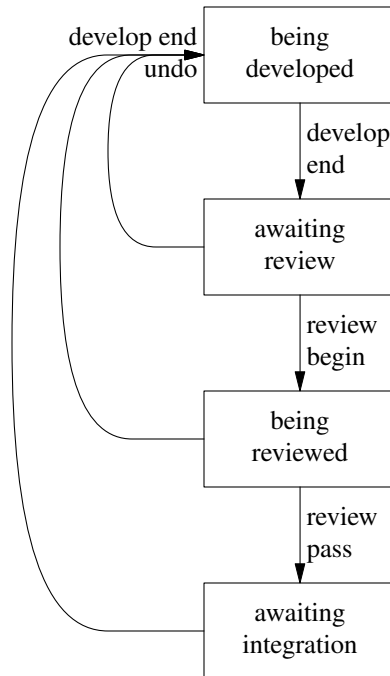 develop end
undo
being
developed
develop
end
awaiting
review
review
begin
being
reviewed
review
pass
awaiting
integration